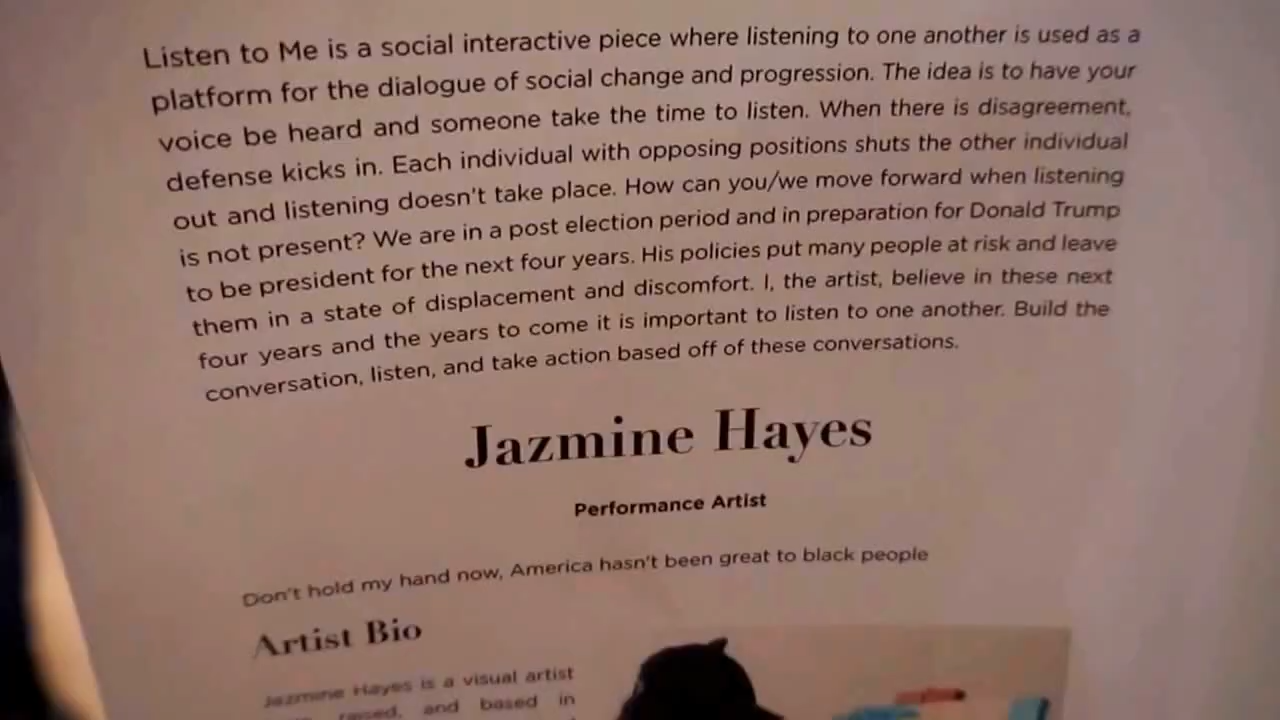 Listen to Me is a social interactive piece where listening to one another is used as a
platform for the dialogue of social change and progression. The idea is to have your
voice be heard and someone take the time to listen. When there is disagreement,
defense kicks in. Each individual with opposing positions shuts the other individual
out and listening doesn't take place. How can you/we move forward when listening
is not present? We are in a post election period and in preparation for Donald Trump
to be president for the next four years. His policies put many people at risk and leave
them in a state of displacement and discomfort. I, the artist, believe in these next
four years and the years to come it is important to listen to one another. Build the
conversation, listen, and take action based off of these conversations.
Jazmine Hayes
Performance Artist
Don't hold my hand now, America hasn't been great to black people
Artist Bio
Jazmine Hayes is a visual artist
raised, and based in